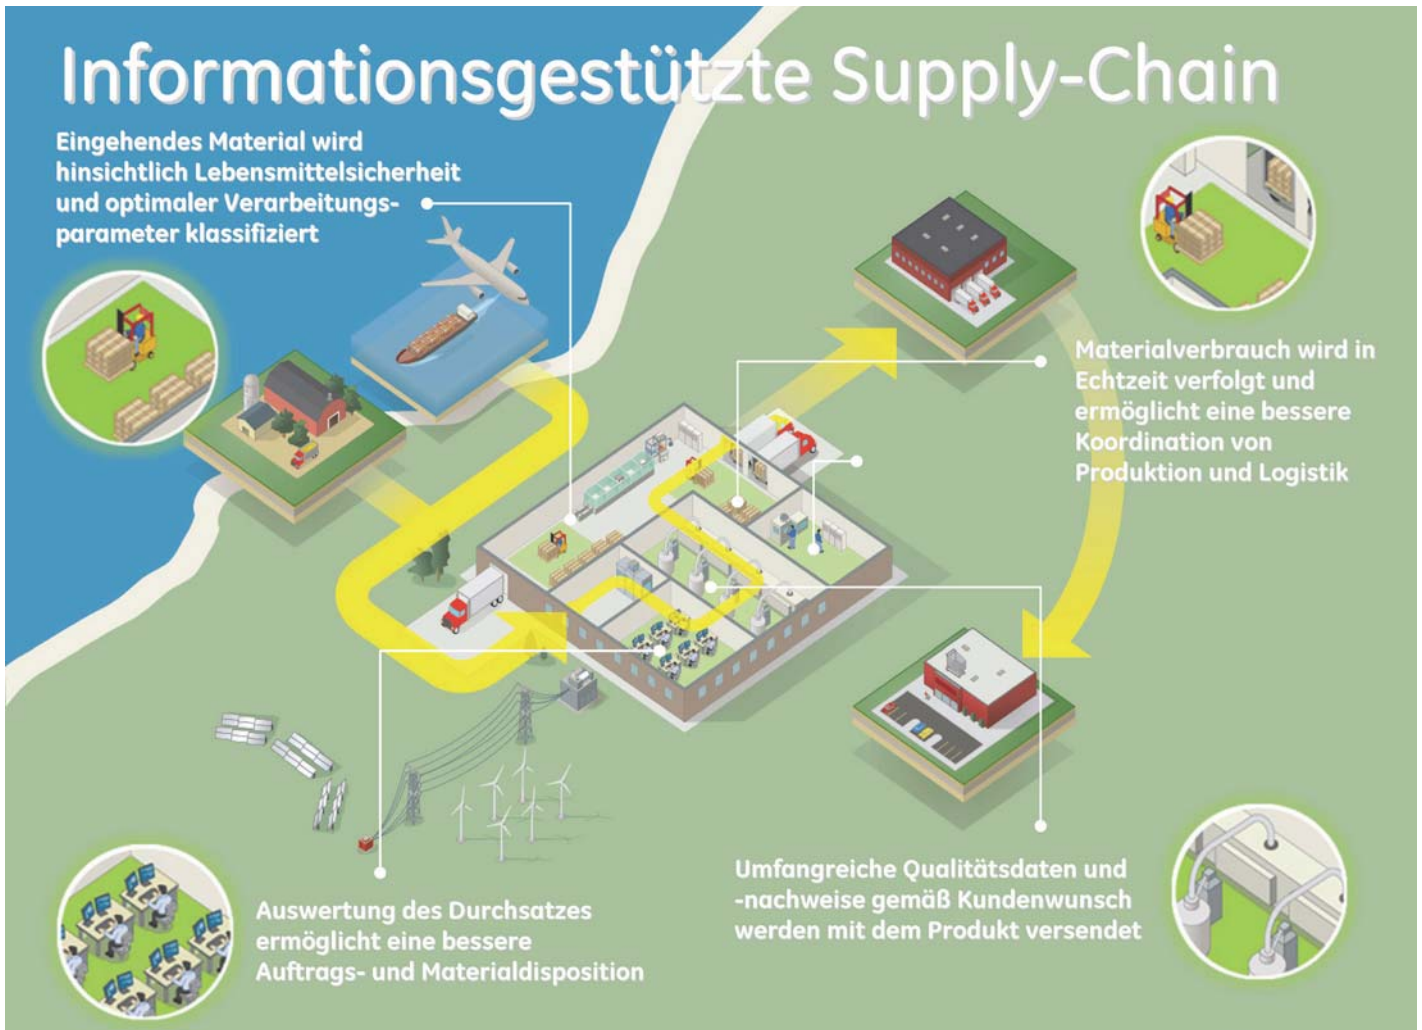 Informationsgestützte Supply-Chain
Eingehendes Material wird
hinsichtlich Lebensmittelsicherheit
und optimaler Verarbeitungs-
parameter klassifiziert
Materialverbrauch wird in
Echtzeit verfolgt und
ermöglicht eine bessere
Koordination von
Produktion und Logistik
Auswertung des Durchsatzes
ermöglicht eine bessere
Auftrags- und Materialdisposition
Umfangreiche Qualitätsdaten und
-nachweise gemäß Kundenwunsch
werden mit dem Produkt versendet